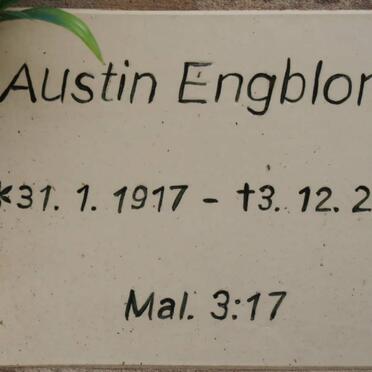 Austin Engblo
*31. 1. 1917 - †3. 12. 2
Mal. 3:17